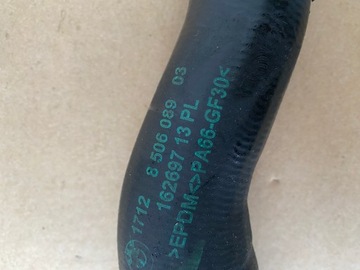 1712 8 506 089 03
162697 13 PL
>EPDM<>PA66-GF30<